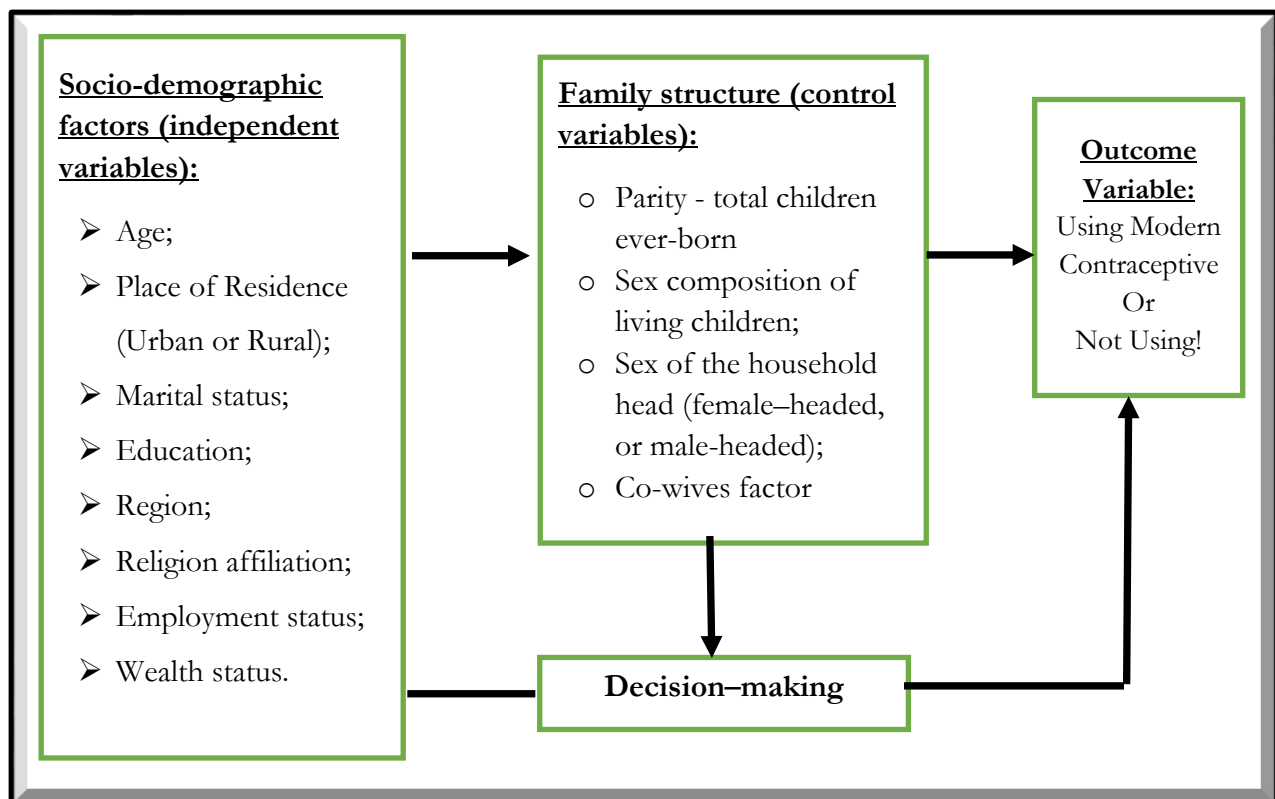 Socio-demographic
factors (independent
variables):
➢ Age;
➢ Place of Residence
(Urban or Rural);
➢ Marital status;
➢ Education;
➢ Region;
➢ Religion affiliation;
➢ Employment status;
➢ Wealth status.
Family structure (control
variables):
o Parity - total children
ever-born
o Sex composition of
living children;
o Sex of the household
head (female–headed,
or male-headed);
o Co-wives factor
Decision–making
Outcome
Variable:
Using Modern
Contraceptive
Or
Not Using!